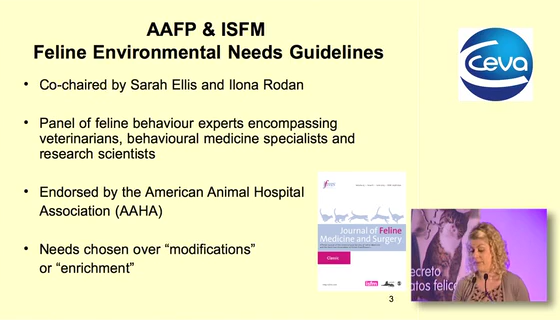 AAFP & ISFM
Feline Environmental Needs Guidelines
• Co-chaired by Sarah Ellis and Ilona Rodan
• Panel of feline behaviour experts encompassing
veterinarians, behavioural medicine specialists and
research scientists
• Endorsed by the American Animal Hospital
Association (AAHA)
• Needs chosen over “modifications”
or “enrichment”
ceva
Journal of Feline
Medicine and Surgery
Classic
isfm
3
ecreto
atos felic